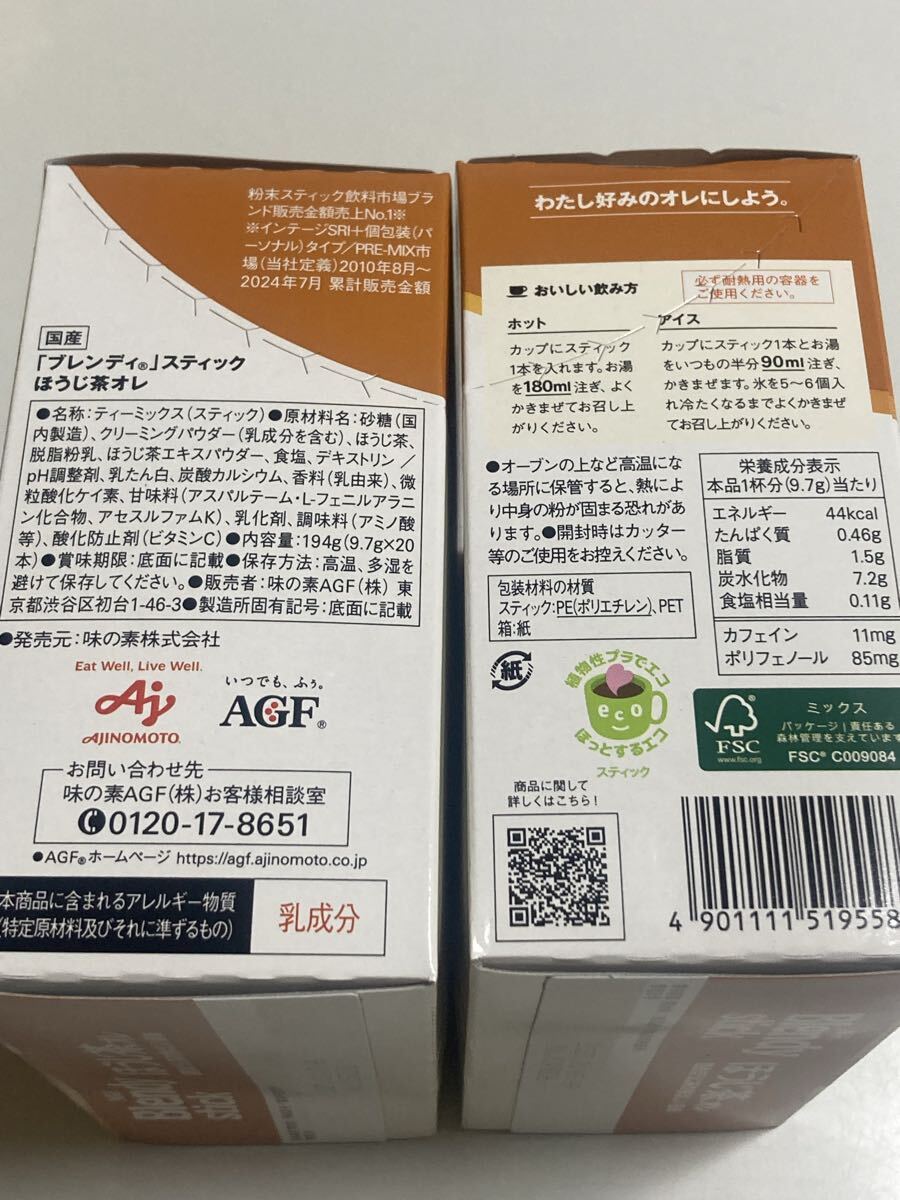 粉末スティック飲料市場ブラ
ンド販売金額売上No.1※
※インテージSRI+個包装(パ
ーソナル)タイプ/PRE-MIX市
場(当社定義)2010年8月〜
2024年7月 累計販売金額
国産
「ブレンディ®」スティック
ほうじ茶オレ
●名称:ティーミックス(スティック)●原材料名:砂糖(国
内製造)、クリーミングパウダー(乳成分を含む)、ほうじ茶、
脱脂粉乳、ほうじ茶エキスパウダー、食塩、デキストリン/
pH調整剤、乳たん白、炭酸カルシウム、香料(乳由来)、微
粒酸化ケイ素、甘味料(アスパルテーム・L-フェニルアラニ
ン化合物、アセスルファムK)、乳化剤、調味料(アミノ酸
等)、酸化防止剤(ビタミンC)●内容量:194g(9.7g×20
本)●賞味期限:底面に記載●保存方法:高温、多湿を
避けて保存してください。●販売者:味の素AGF(株) 東
京都渋谷区初台1-46-3●製造所固有記号:底面に記載
●発売元:味の素株式会社
Eat Well, Live Well.
Aj
AJINOMOTO
いつでも、ふぅ。
AGF®
お問い合わせ先
味の素AGF(株)お客様相談室
0120-17-8651
●AGF®ホームページ https://agf.ajinomoto.co.jp
本商品に含まれるアレルギー物質
(特定原材料及びそれに準ずるもの)
乳成分
わたし好みのオレにしよう。
おいしい飲み方
必ず耐熱用の容器を
ご使用ください。
ホット
カップにスティック
1本を入れます。お湯
を180ml注ぎ、よく
かきまぜてお召し上
がりください。
アイス
カップにスティック1本とお湯
をいつもの半分90ml注ぎ、
かきまぜます。氷を5〜6個入
れ冷たくなるまでよくかきまぜ
てお召し上がりください。
●オーブンの上など高温にな
る場所に保管すると、熱によ
り中身の粉が固まる恐れがあ
ります。●開封時はカッター
等のご使用をお控えください。
包装材料の材質
スティック:PE(ポリエチレン)、PET
箱:紙
栄養成分表示
本品1杯分(9.7g)当たり
エネルギー 44kcal
たんぱく質 0.46g
脂質 1.5g
炭水化物 7.2g
食塩相当量 0.11g
カフェイン 11mg
ポリフェノール 85mg
紙
植物性プラでエコ
eco
ほっとするエコ
スティック
FSC
www.fsc.org
ミックス
パッケージ|責任ある
森林管理を支えています
FSC® C009084
商品に関して
詳しくはこちら!
4 901111 519558
Blendy
stick
Blendy
stick